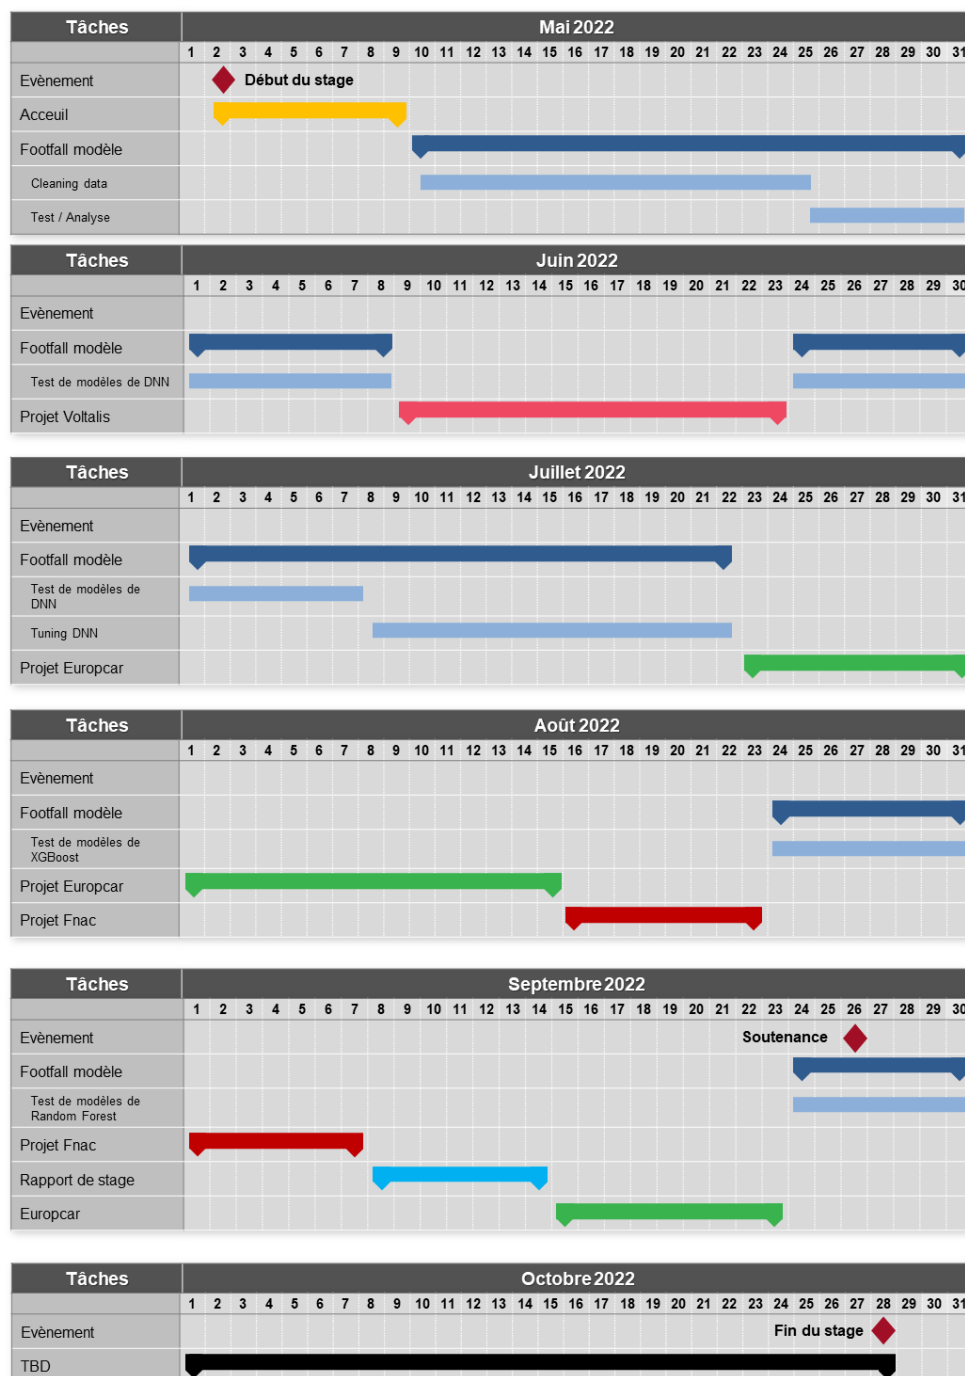 Tâches Mai 2022
1 2 3 4 5 6 7 8 9 10 11 12 13 14 15 16 17 18 19 20 21 22 23 24 25 26 27 28 29 30 31
Evènement Début du stage
Acceuil
Footfall modèle
Cleaning data
Test / Analyse
Tâches Juin 2022
1 2 3 4 5 6 7 8 9 10 11 12 13 14 15 16 17 18 19 20 21 22 23 24 25 26 27 28 29 30
Evènement
Footfall modèle
Test de modèles de DNN
Projet Voltalis
Tâches Juillet 2022
1 2 3 4 5 6 7 8 9 10 11 12 13 14 15 16 17 18 19 20 21 22 23 24 25 26 27 28 29 30 31
Evènement
Footfall modèle
Test de modèles de
DNN
Tuning DNN
Projet Europcar
Tâches Août 2022
1 2 3 4 5 6 7 8 9 10 11 12 13 14 15 16 17 18 19 20 21 22 23 24 25 26 27 28 29 30 31
Evènement
Footfall modèle
Test de modèles de
XGBoost
Projet Europcar
Projet Fnac
Tâches Septembre 2022
1 2 3 4 5 6 7 8 9 10 11 12 13 14 15 16 17 18 19 20 21 22 23 24 25 26 27 28 29 30
Evènement Soutenance
Footfall modèle
Test de modèles de
Random Forest
Projet Fnac
Rapport de stage
Europcar
Tâches Octobre 2022
1 2 3 4 5 6 7 8 9 10 11 12 13 14 15 16 17 18 19 20 21 22 23 24 25 26 27 28 29 30 31
Evènement Fin du stage
TBD